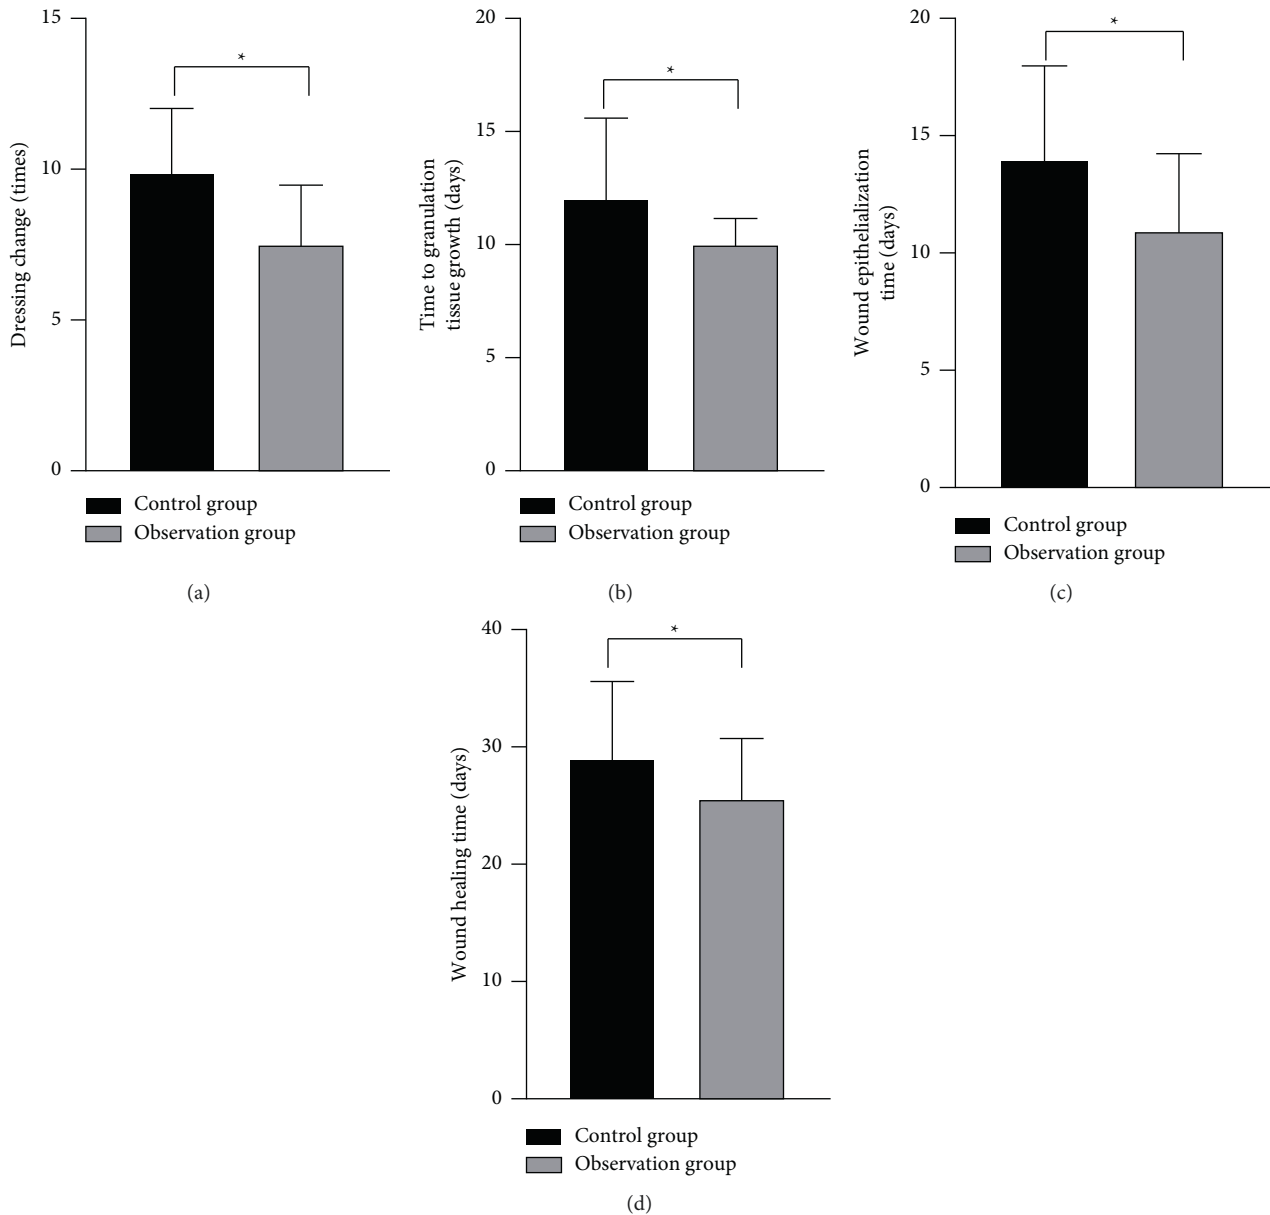 15
10
5
0
Dressing change (times)
*
Control group
Observation group
(a)
20
15
10
5
0
Time to granulation
tissue growth (days)
*
Control group
Observation group
(b)
20
15
10
5
0
Wound epithelialization
time (days)
*
Control group
Observation group
(c)
40
30
20
10
0
Wound healing time (days)
*
Control group
Observation group
(d)